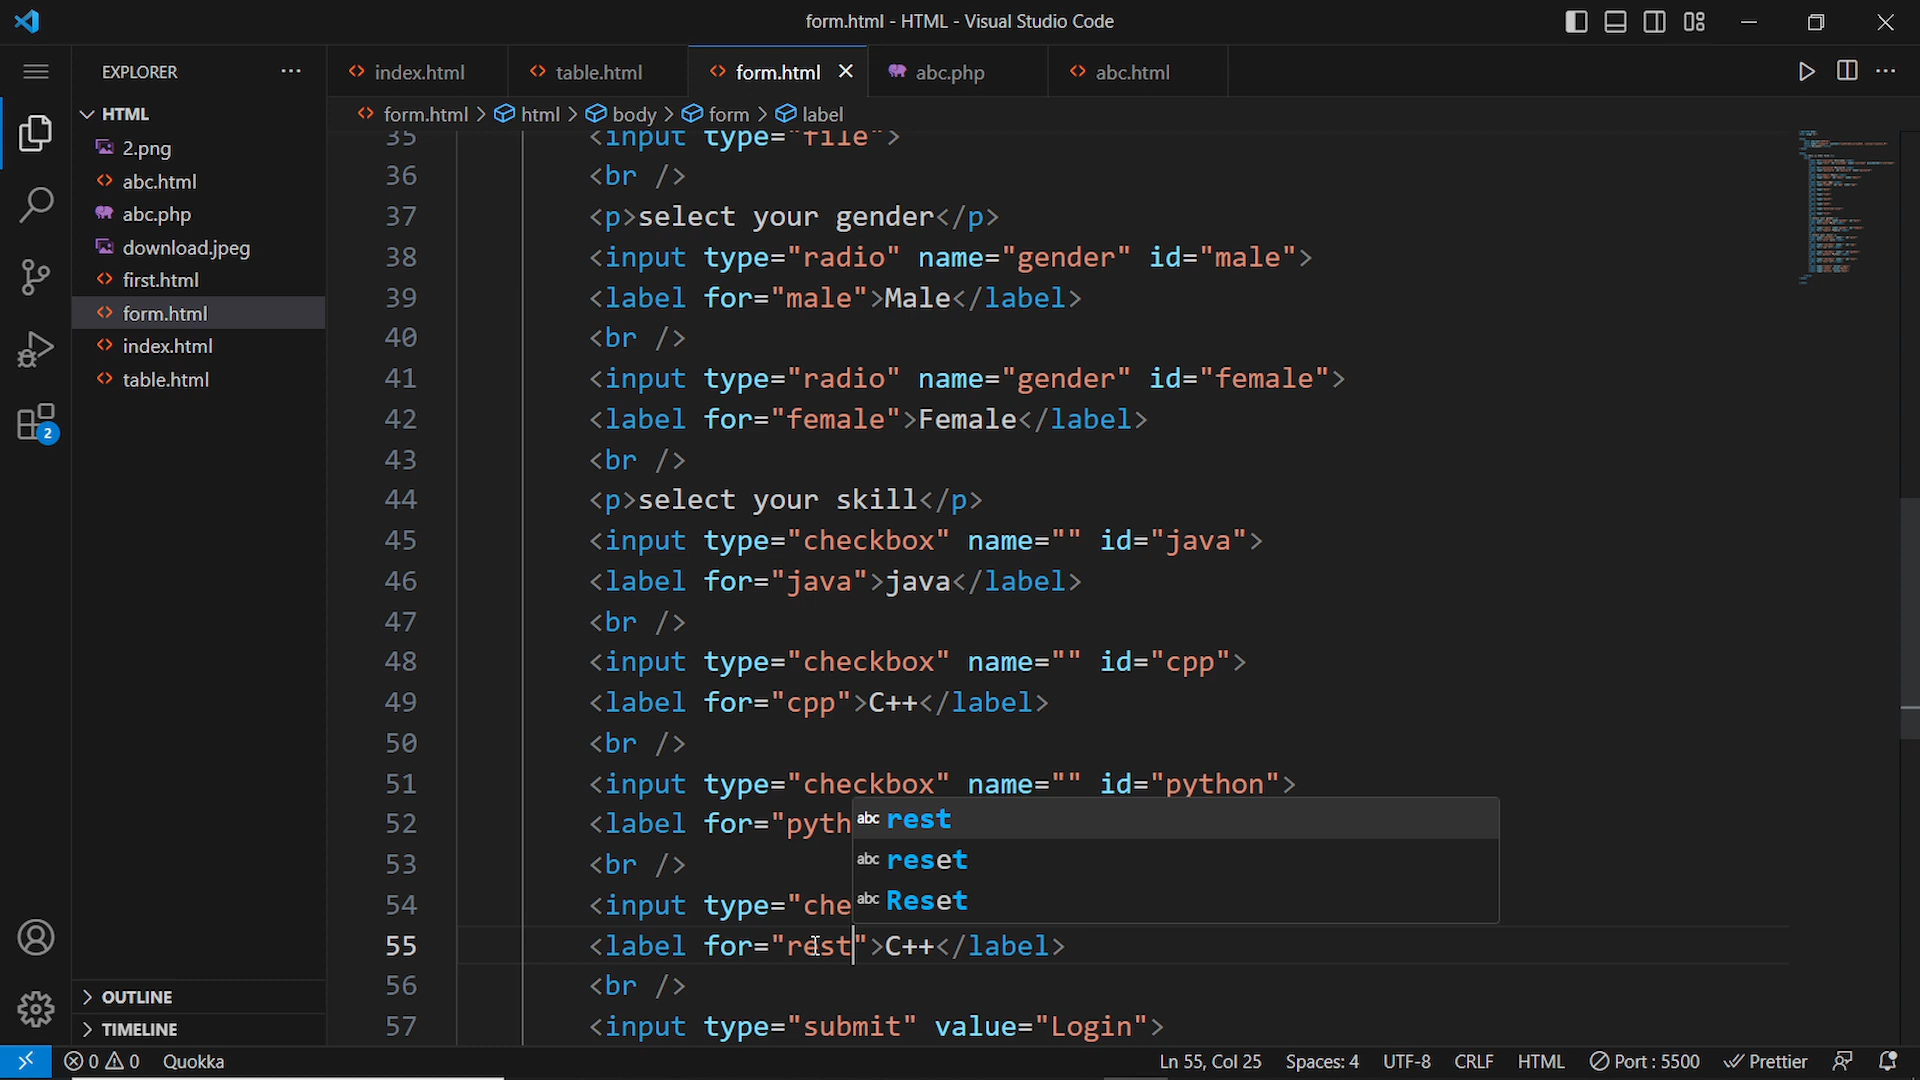 form.html - HTML - Visual Studio Code
EXPLORER
HTML
2.png
abc.html
abc.php
download.jpeg
first.html
form.html
index.html
table.html
2
OUTLINE
TIMELINE
index.html
table.html
form.html
abc.php
abc.html
form.html > html > body > form > label
35 <input type="file">
36 <br />
37 <p>select your gender</p>
38 <input type="radio" name="gender" id="male">
39 <label for="male">Male</label>
40 <br />
41 <input type="radio" name="gender" id="female">
42 <label for="female">Female</label>
43 <br />
44 <p>select your skill</p>
45 <input type="checkbox" name="" id="java">
46 <label for="java">java</label>
47 <br />
48 <input type="checkbox" name="" id="cpp">
49 <label for="cpp">C++</label>
50 <br />
51 <input type="checkbox" name="" id="python">
52 <label for="pyth
abc rest
53 <br />
abc reset
54 <input type="che
abc Reset
55 <label for="rest">C++</label>
56 <br />
57 <input type="submit" value="Login">
0 0 Quokka
Ln 55, Col 25 Spaces: 4 UTF-8 CRLF HTML Port : 5500 Prettier